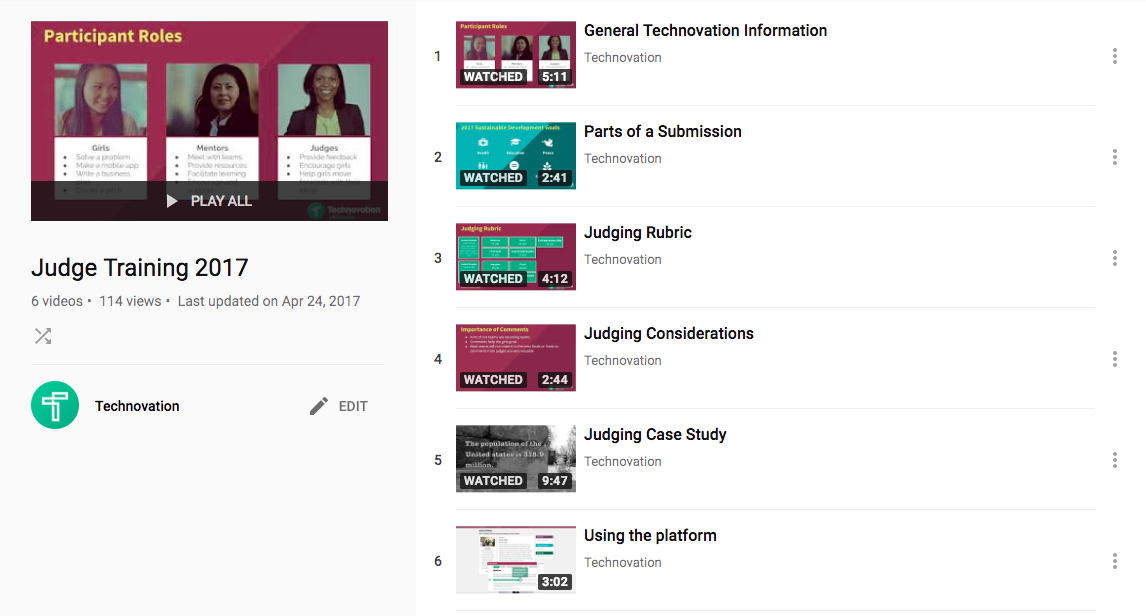 Participant Roles
Girls
Solve a problem
Make a mobile app
Write a business
Mentors
Meet with teams
Provide resources
Facilitate learning
Judges
Provide feedback
Encourage girls
Help girls move
PLAY ALL
Technovation
Judge Training 2017
6 videos • 114 views • Last updated on Apr 24, 2017
Technovation
EDIT
1
Participant Roles
WATCHED
5:11
General Technovation Information
Technovation
2
2017 Sustainable Development Goals
Health
Education
Peace
WATCHED
2:41
Parts of a Submission
Technovation
3
Judging Rubric
WATCHED
4:12
Judging Rubric
Technovation
4
Importance of Comments
WATCHED
2:44
Judging Considerations
Technovation
5
The population of the
United states is 318.9
million.
WATCHED
9:47
Judging Case Study
Technovation
6
3:02
Using the platform
Technovation